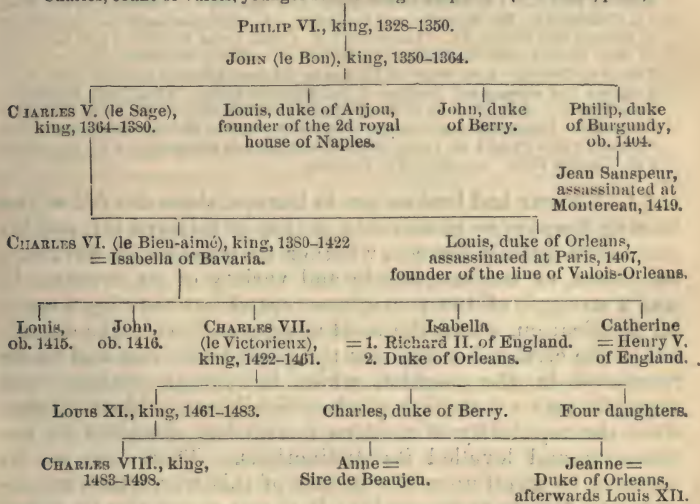 PHILIP VI., king, 1328–1350.
JOHN (le Bon), king, 1350–1364.
CHARLES V. (le Sage),
king, 1364–1380.
Louis, duke of Anjou,
founder of the 2d royal
house of Naples.
John, duke
of Berry.
Philip, duke
of Burgundy,
ob. 1404.
Jean Sanspeur,
assassinated at
Montereau, 1419.
CHARLES VI. (le Bien-aimé), king, 1380–1422
= Isabella of Bavaria.
Louis, duke of Orleans,
assassinated at Paris, 1407,
founder of the line of Valois-Orleans.
Louis,
ob. 1415.
John,
ob. 1416.
CHARLES VII.
(le Victorieux),
king, 1422–1461.
Isabella
= 1. Richard II. of England.
2. Duke of Orleans.
Catherine
= Henry V.
of England.
LOUIS XI., king, 1461–1483.
Charles, duke of Berry.
Four daughters.
CHARLES VIII., king,
1483–1498.
Anne =
Sire de Beaujeu.
Jeanne =
Duke of Orleans,
afterwards Louis XII.